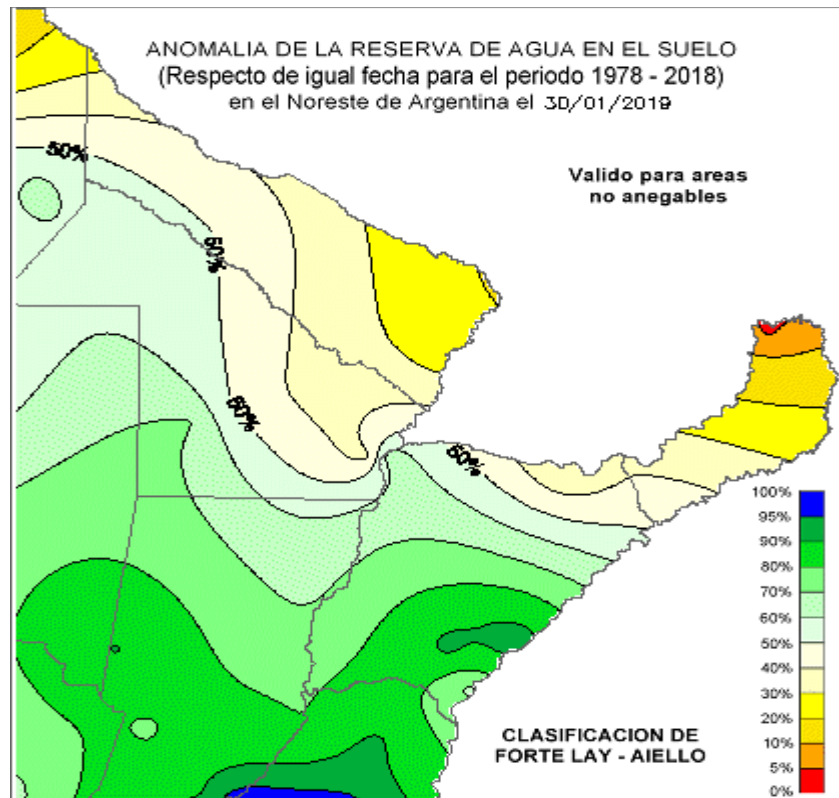 ANOMALIA DE LA RESERVA DE AGUA EN EL SUELO
(Respecto de igual fecha para el periodo 1978 - 2018)
en el Noreste de Argentina el 30/01/2019
Valido para areas
no anegables
50%
50%
50%
50%
100%
95%
90%
80%
70%
60%
50%
40%
30%
20%
10%
5%
0%
CLASIFICACION DE
FORTE LAY - AIELLO